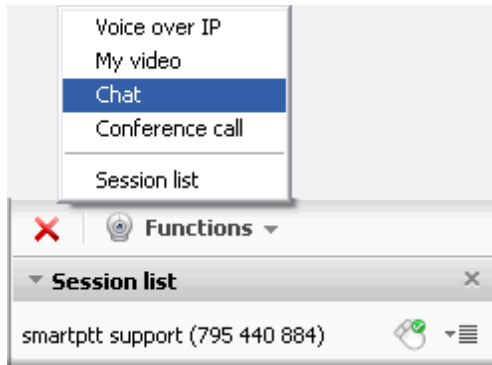 Voice over IP
My video
Chat
Conference call
Session list
Functions
Session list
smartptt support (795 440 884)